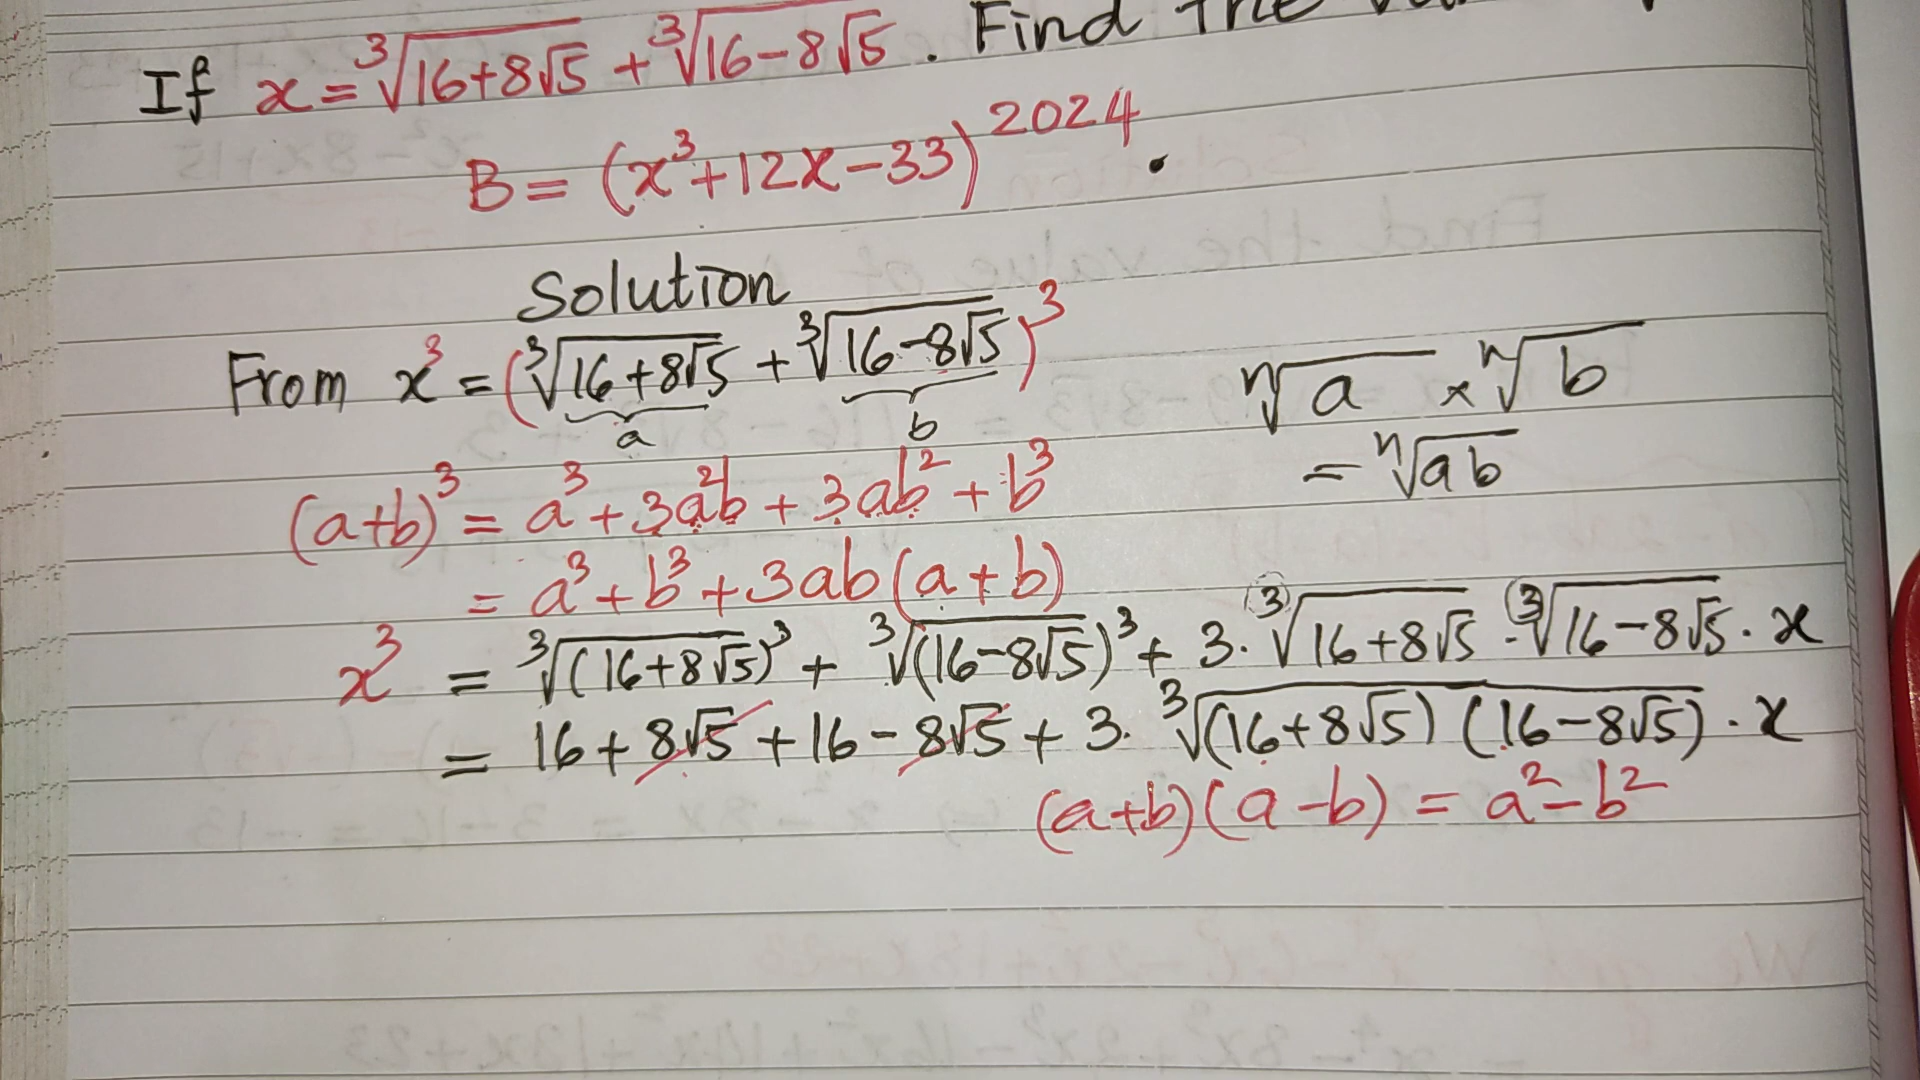 If x = ∛(16+8√5) + ∛(16-8√5). Find the
B = (x³+12x-33)²⁰²⁴.
Solution
From x³ = (∛(16+8√5) + ∛(16-8√5))³
a b
ⁿ√a × ⁿ√b
= ⁿ√ab
(a+b)³ = a³+3a²b+3ab²+b³
= a³+b³+3ab(a+b)
x³ = ∛(16+8√5)³ + ∛(16-8√5)³ + 3·∛(16+8√5)·∛(16-8√5)·x
= 16+8√5+16-8√5+3·∛((16+8√5)(16-8√5))·x
(a+b)(a-b) = a²-b²